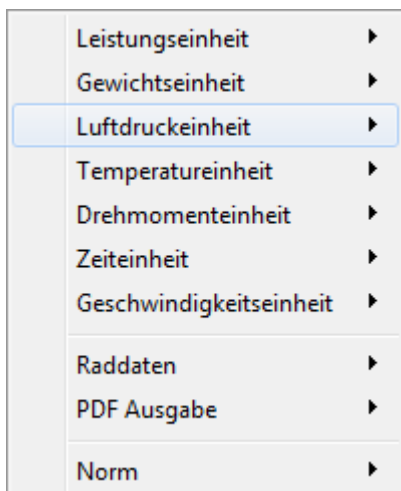 Leistungseinheit
Gewichtseinheit
Luftdruckeinheit
Temperatureinheit
Drehmomenteinheit
Zeiteinheit
Geschwindigkeitseinheit
Raddaten
PDF Ausgabe
Norm